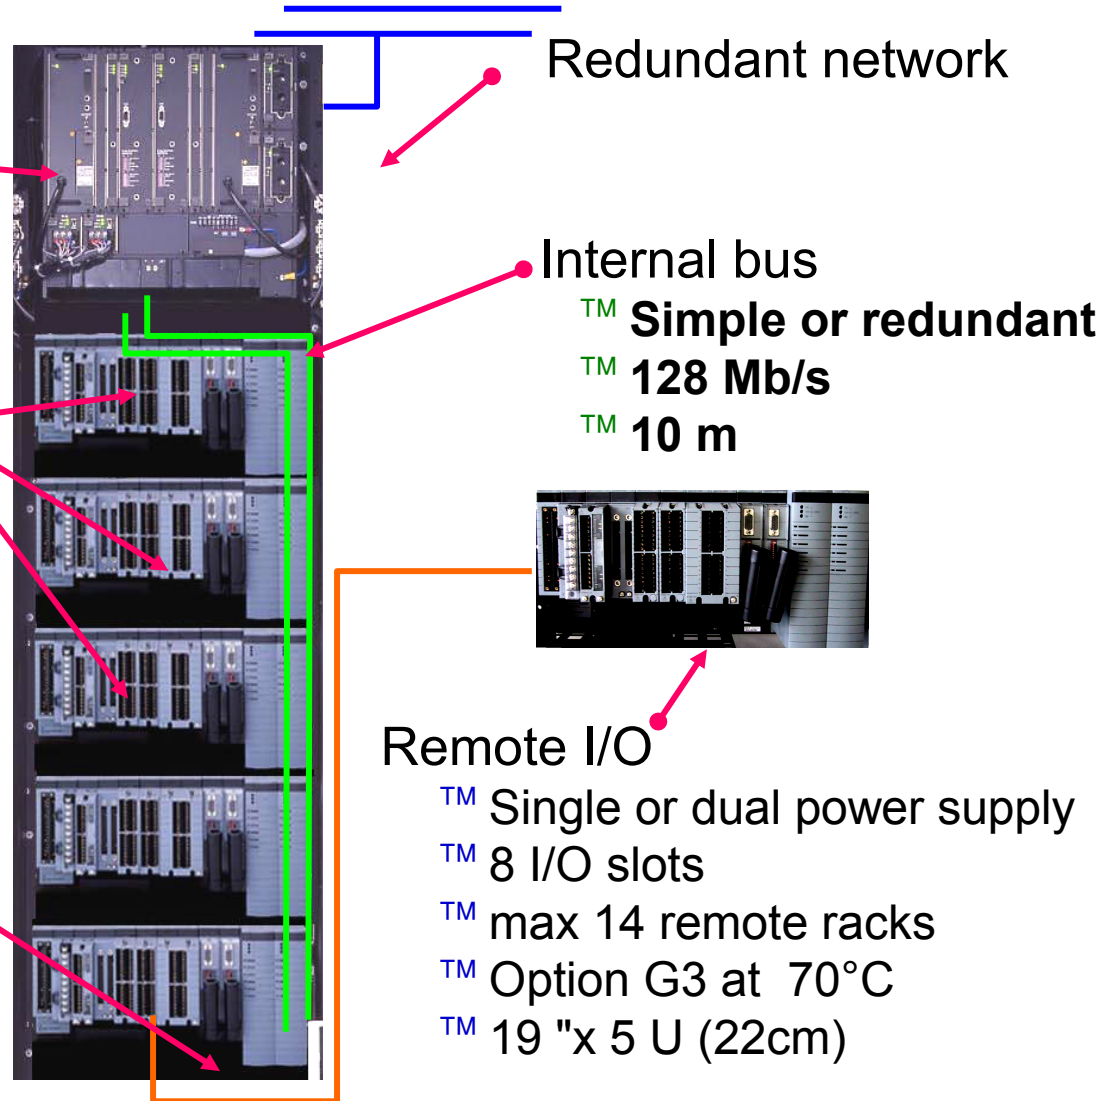 Redundant network
Internal bus
™ Simple or redundant
™ 128 Mb/s
™ 10 m
Remote I/O
™ Single or dual power supply
™ 8 I/O slots
™ max 14 remote racks
™ Option G3 at 70°C
™ 19 "x 5 U (22cm)